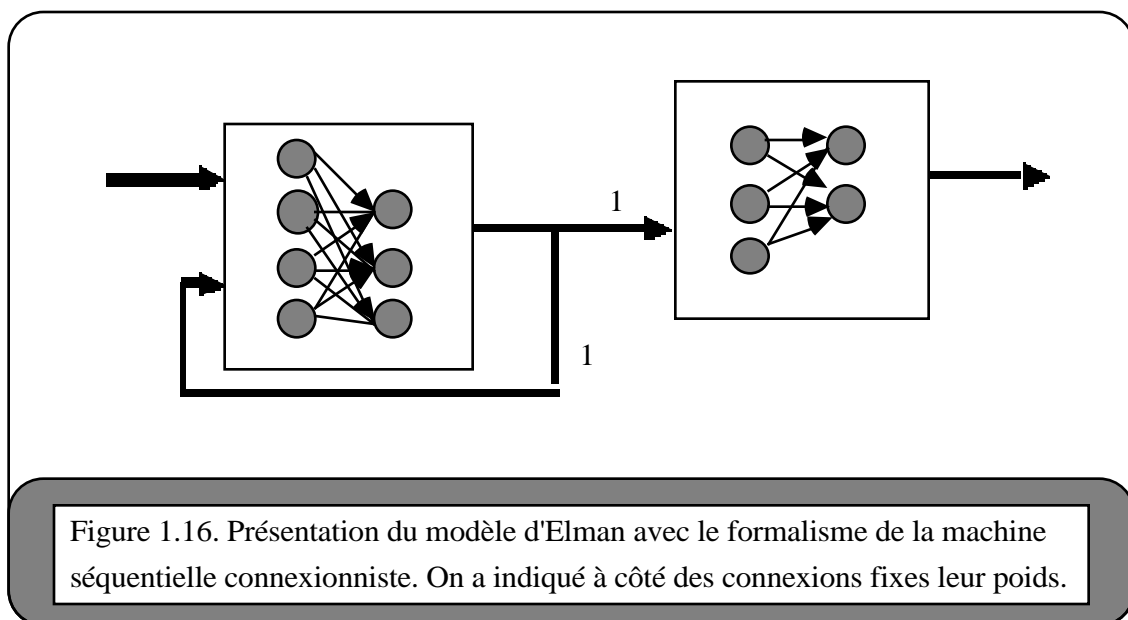 1
1
Figure 1.16. Présentation du modèle d'Elman avec le formalisme de la machine
séquentielle connexionniste. On a indiqué à côté des connexions fixes leur poids.